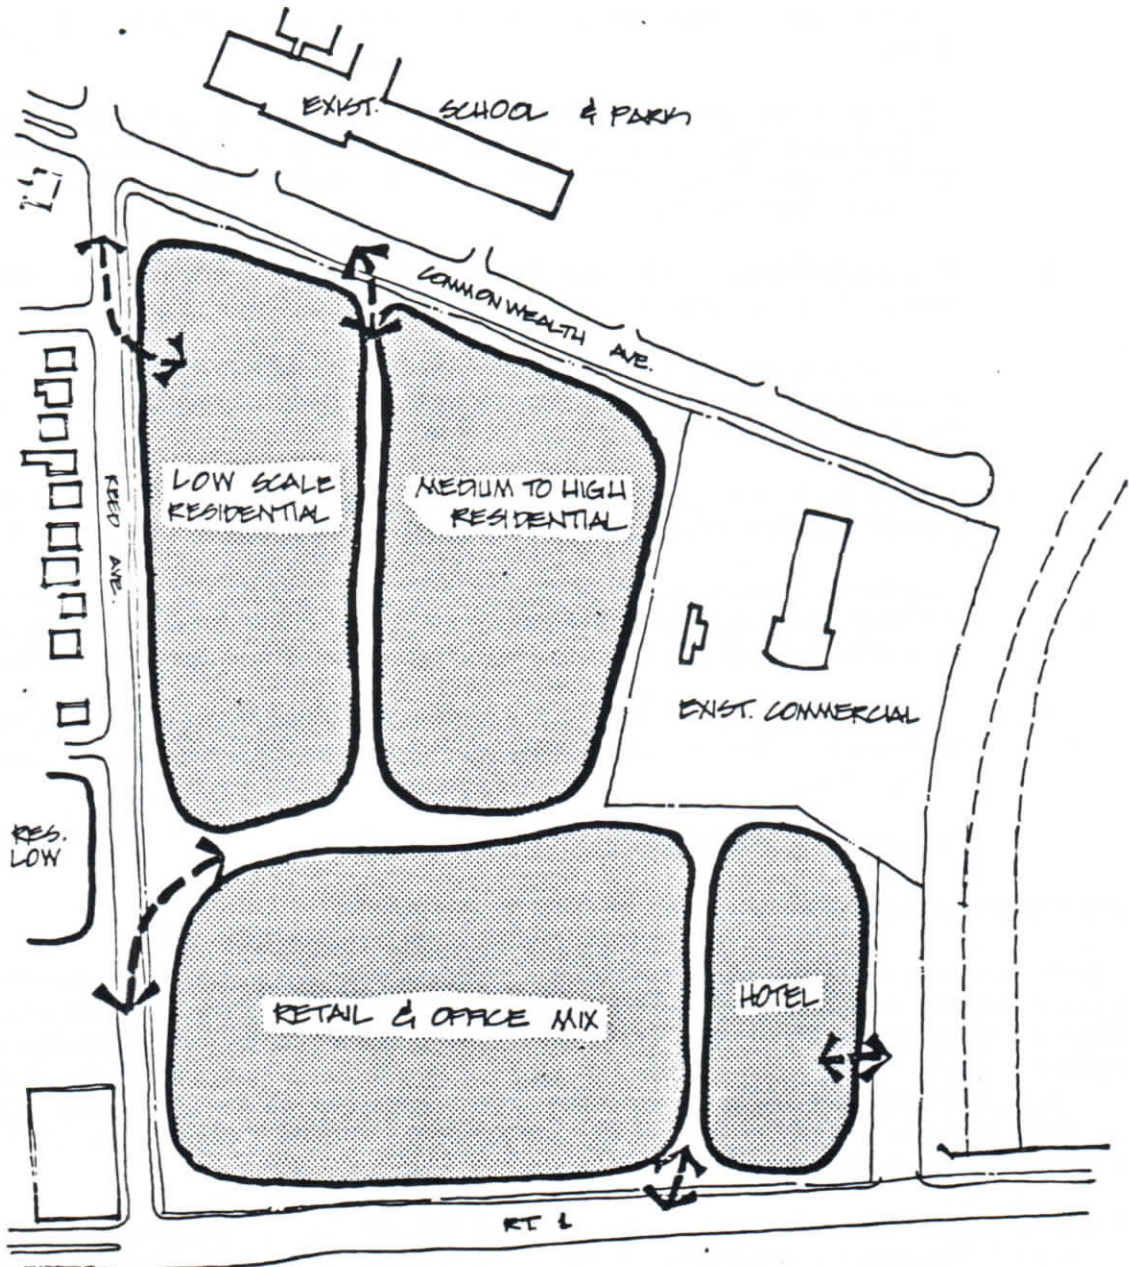 EXIST. SCHOOL & PARK
COMMONWEALTH AVE.
LOW SCALE
RESIDENTIAL
MEDIUM TO HIGH
RESIDENTIAL
REED AVE.
EXIST. COMMERCIAL
RES.
LOW
HOTEL
RETAIL & OFFICE MIX
RT 1